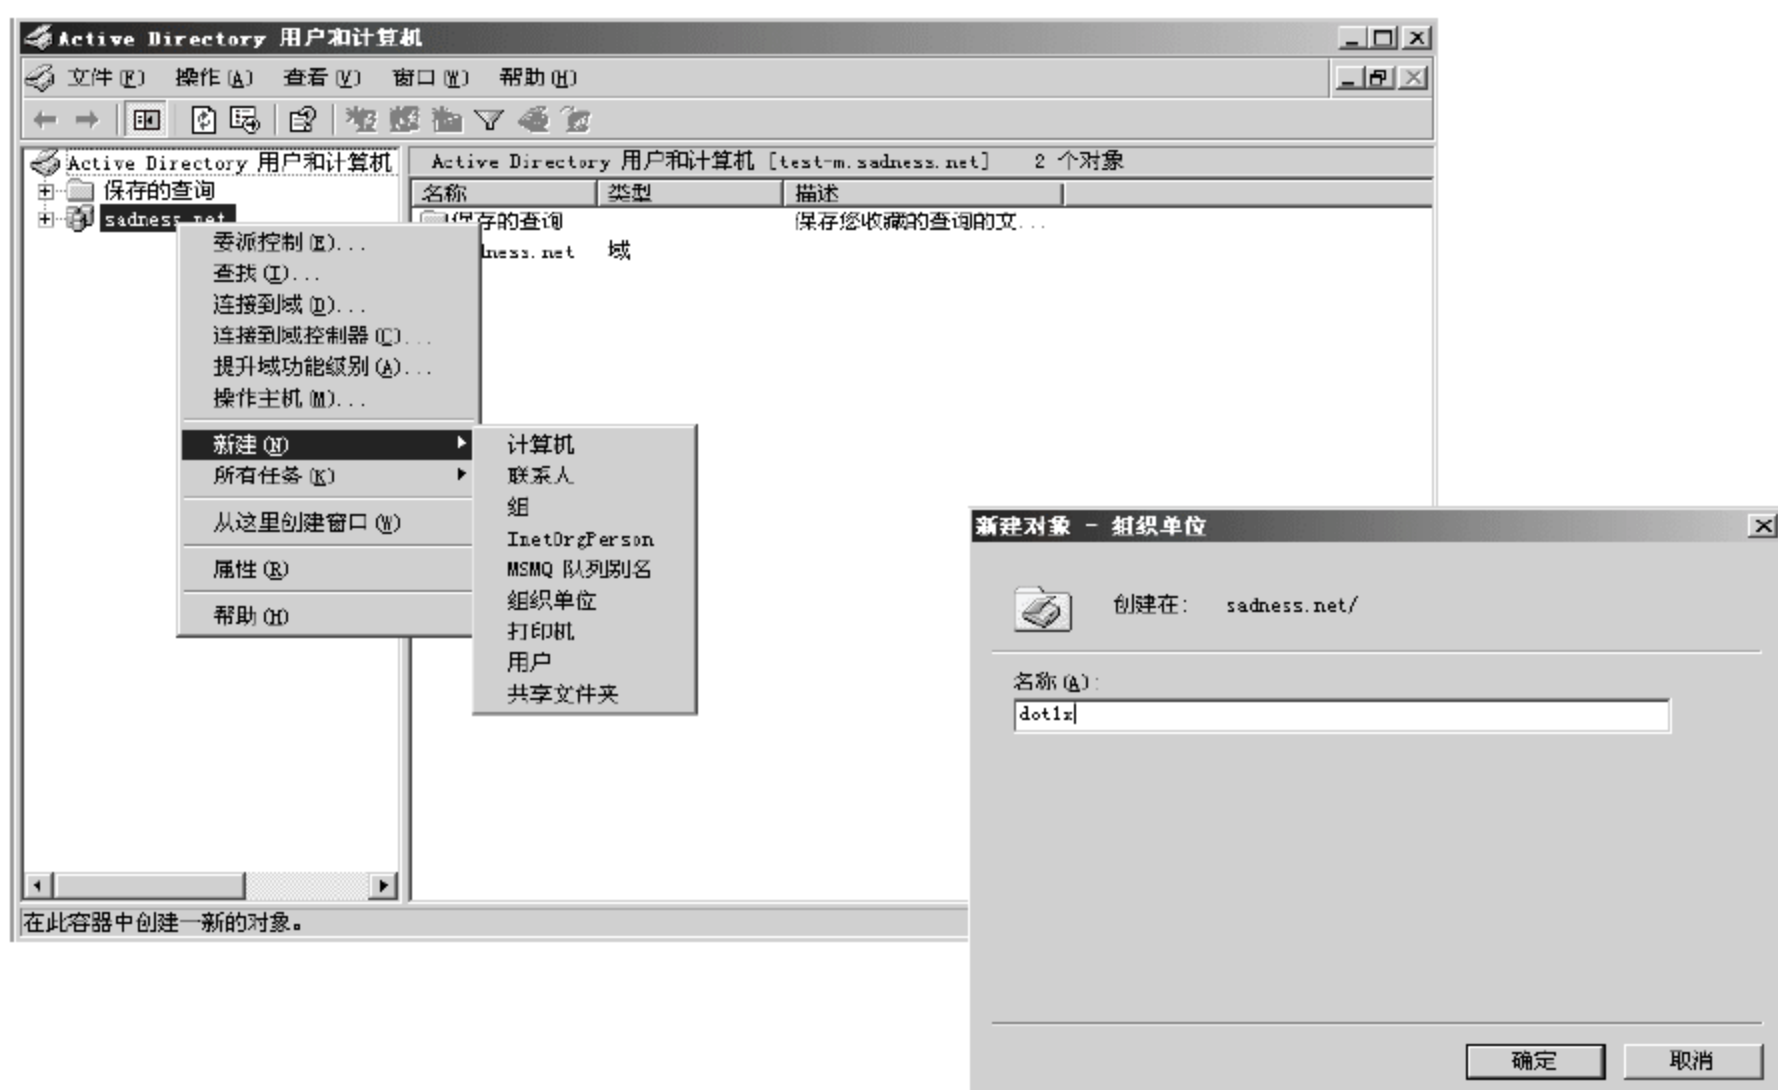 Active Directory 用户和计算机
文件(F) 操作(A) 查看(V) 窗口(W) 帮助(H)
Active Directory 用户和计算机
保存的查询
sadness.net
Active Directory 用户和计算机 [test-m.sadness.net] 2 个对象
名称 类型 描述
保存的查询 保存您收藏的查询的文...
dness.net 域
委派控制(E)...
查找(I)...
连接到域(D)...
连接到域控制器(C)...
提升域功能级别(A)...
操作主机(M)...
新建(N)
所有任务(K)
从这里创建窗口(W)
属性(R)
帮助(H)
计算机
联系人
组
InetOrgPerson
MSMQ 队列别名
组织单位
打印机
用户
共享文件夹
在此容器中创建一新的对象。
新建对象 - 组织单位
创建在: sadness.net/
名称(A):
dot1x
确定 取消